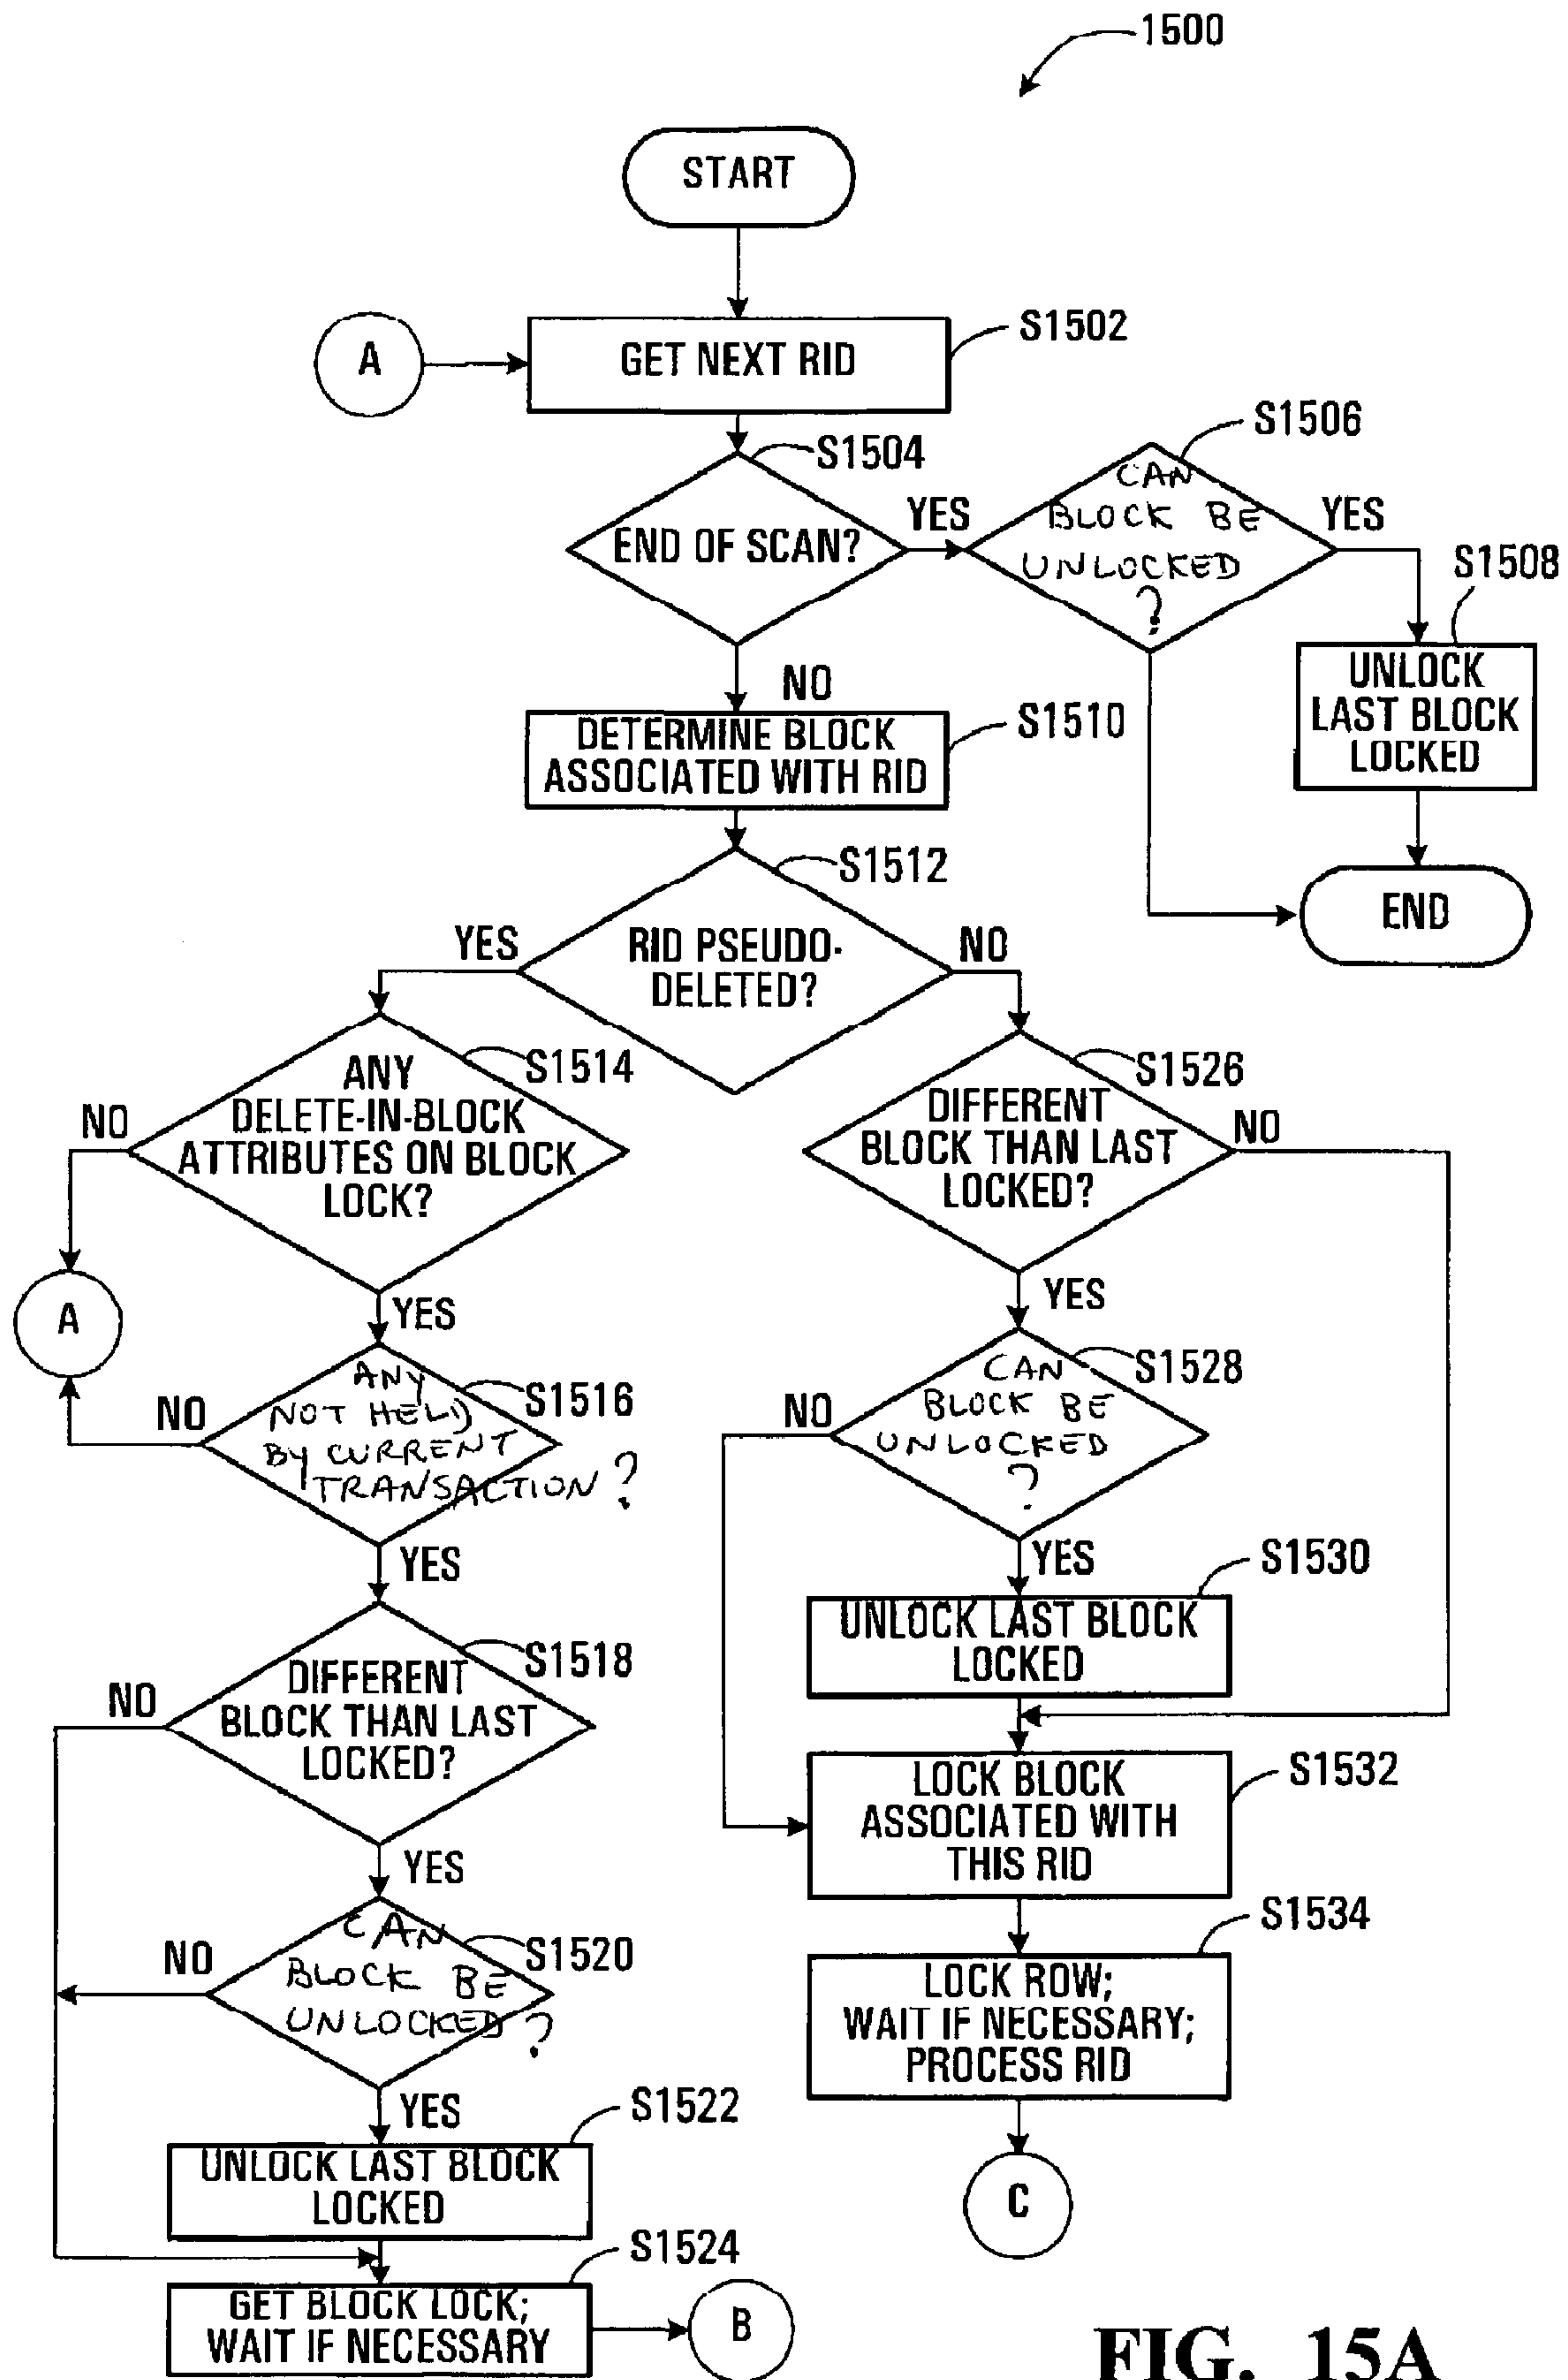 1500
START
A
GET NEXT RID
S1502
S1504
END OF SCAN?
YES
S1506
CAN
BLOCK BE
UNLOCKED
?
YES
S1508
UNLOCK
LAST BLOCK
LOCKED
END
NO
DETERMINE BLOCK
ASSOCIATED WITH RID
S1510
S1512
RID PSEUDO-
DELETED?
YES
NO
S1514
ANY
DELETE-IN-BLOCK
ATTRIBUTES ON BLOCK
LOCK?
NO
A
YES
S1516
ANY
NOT HELD
BY CURRENT
TRANSACTION?
NO
YES
S1518
DIFFERENT
BLOCK THAN LAST
LOCKED?
NO
YES
S1520
CAN
BLOCK BE
UNLOCKED?
NO
YES
S1522
UNLOCK LAST BLOCK
LOCKED
S1524
GET BLOCK LOCK;
WAIT IF NECESSARY
B
S1526
DIFFERENT
BLOCK THAN LAST
LOCKED?
NO
YES
S1528
CAN
BLOCK BE
UNLOCKED
?
NO
YES
S1530
UNLOCK LAST BLOCK
LOCKED
S1532
LOCK BLOCK
ASSOCIATED WITH
THIS RID
S1534
LOCK ROW;
WAIT IF NECESSARY;
PROCESS RID
C
FIG. 15A